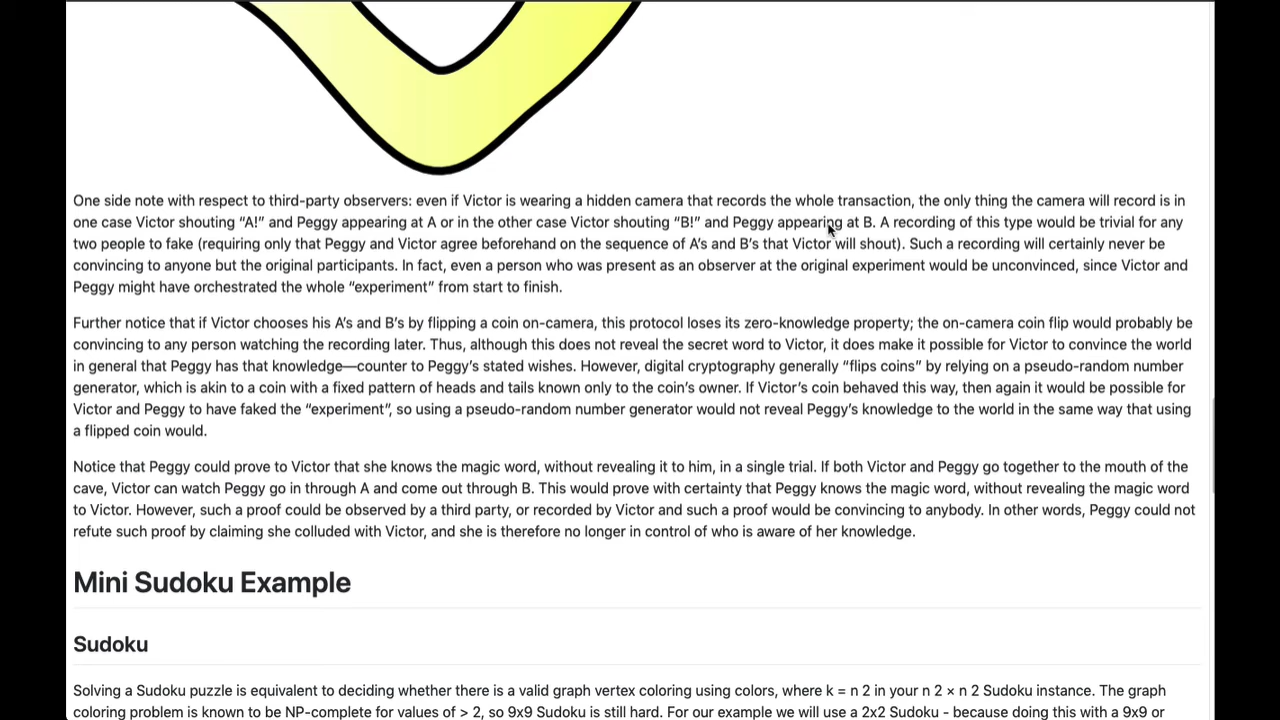 One side note with respect to third-party observers: even if Victor is wearing a hidden camera that records the whole transaction, the only thing the camera will record is in
one case Victor shouting “A!” and Peggy appearing at A or in the other case Victor shouting “B!” and Peggy appearing at B. A recording of this type would be trivial for any
two people to fake (requiring only that Peggy and Victor agree beforehand on the sequence of A’s and B’s that Victor will shout). Such a recording will certainly never be
convincing to anyone but the original participants. In fact, even a person who was present as an observer at the original experiment would be unconvinced, since Victor and
Peggy might have orchestrated the whole “experiment” from start to finish.
Further notice that if Victor chooses his A’s and B’s by flipping a coin on-camera, this protocol loses its zero-knowledge property; the on-camera coin flip would probably be
convincing to any person watching the recording later. Thus, although this does not reveal the secret word to Victor, it does make it possible for Victor to convince the world
in general that Peggy has that knowledge—counter to Peggy’s stated wishes. However, digital cryptography generally “flips coins” by relying on a pseudo-random number
generator, which is akin to a coin with a fixed pattern of heads and tails known only to the coin’s owner. If Victor’s coin behaved this way, then again it would be possible for
Victor and Peggy to have faked the “experiment”, so using a pseudo-random number generator would not reveal Peggy’s knowledge to the world in the same way that using
a flipped coin would.
Notice that Peggy could prove to Victor that she knows the magic word, without revealing it to him, in a single trial. If both Victor and Peggy go together to the mouth of the
cave, Victor can watch Peggy go in through A and come out through B. This would prove with certainty that Peggy knows the magic word, without revealing the magic word
to Victor. However, such a proof could be observed by a third party, or recorded by Victor and such a proof would be convincing to anybody. In other words, Peggy could not
refute such proof by claiming she colluded with Victor, and she is therefore no longer in control of who is aware of her knowledge.
Mini Sudoku Example
Sudoku
Solving a Sudoku puzzle is equivalent to deciding whether there is a valid graph vertex coloring using colors, where k = n 2 in your n 2 × n 2 Sudoku instance. The graph
coloring problem is known to be NP-complete for values of > 2, so 9x9 Sudoku is still hard. For our example we will use a 2x2 Sudoku - because doing this with a 9x9 or